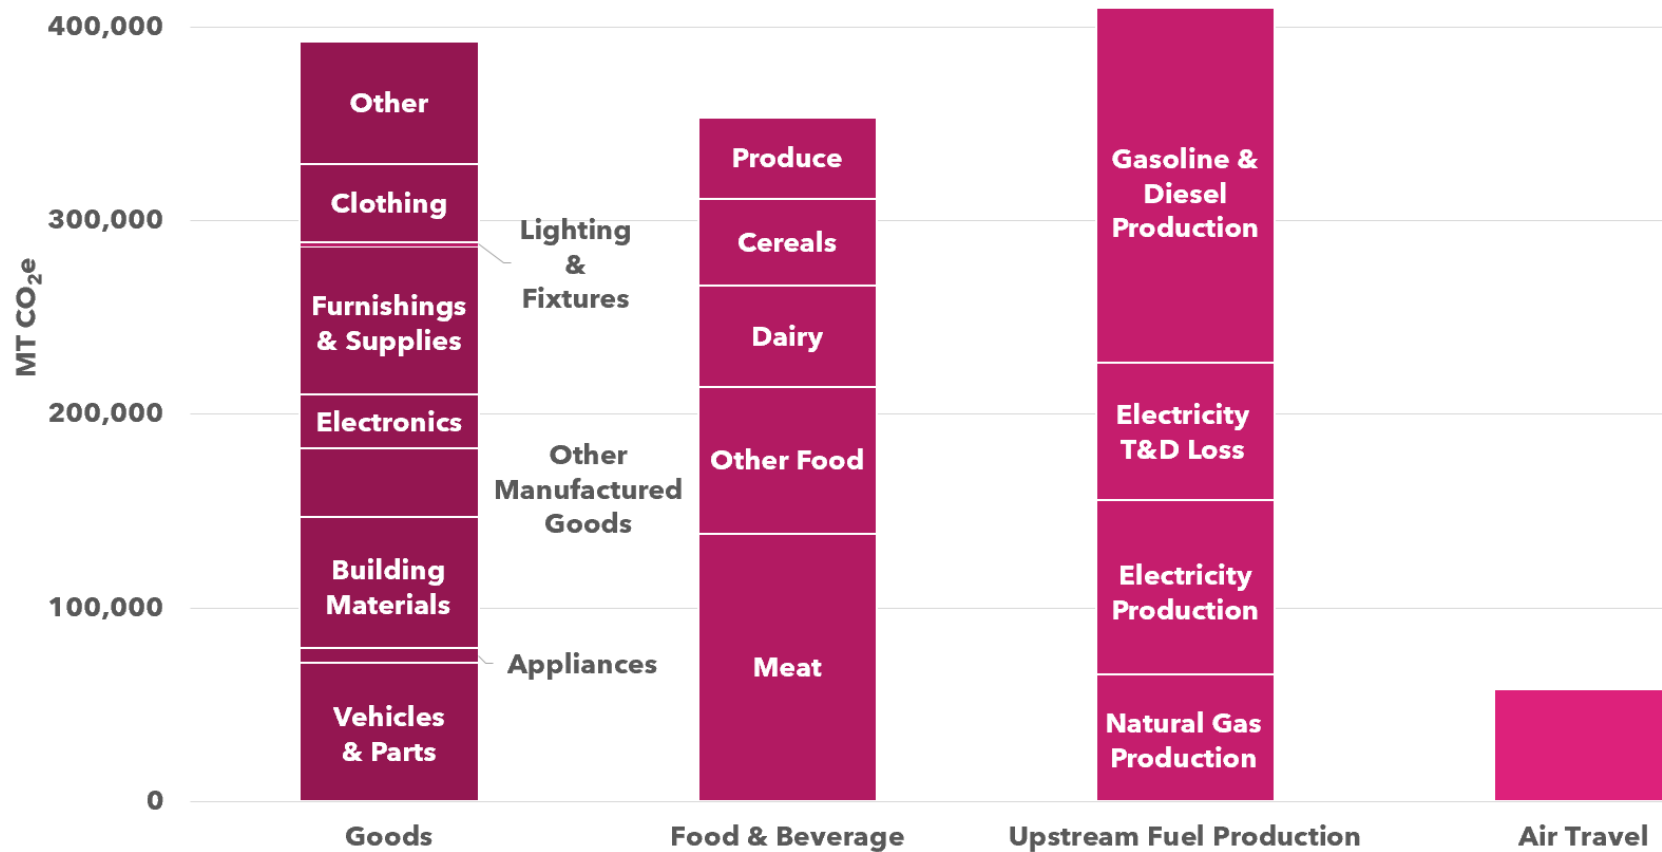 400,000
300,000
200,000
100,000
0
MT CO₂e
Other
Clothing
Lighting
&
Fixtures
Furnishings
& Supplies
Electronics
Other
Manufactured
Goods
Building
Materials
Appliances
Vehicles
& Parts
Produce
Cereals
Dairy
Other Food
Meat
Gasoline &
Diesel
Production
Electricity
T&D Loss
Electricity
Production
Natural Gas
Production
Goods
Food & Beverage
Upstream Fuel Production
Air Travel